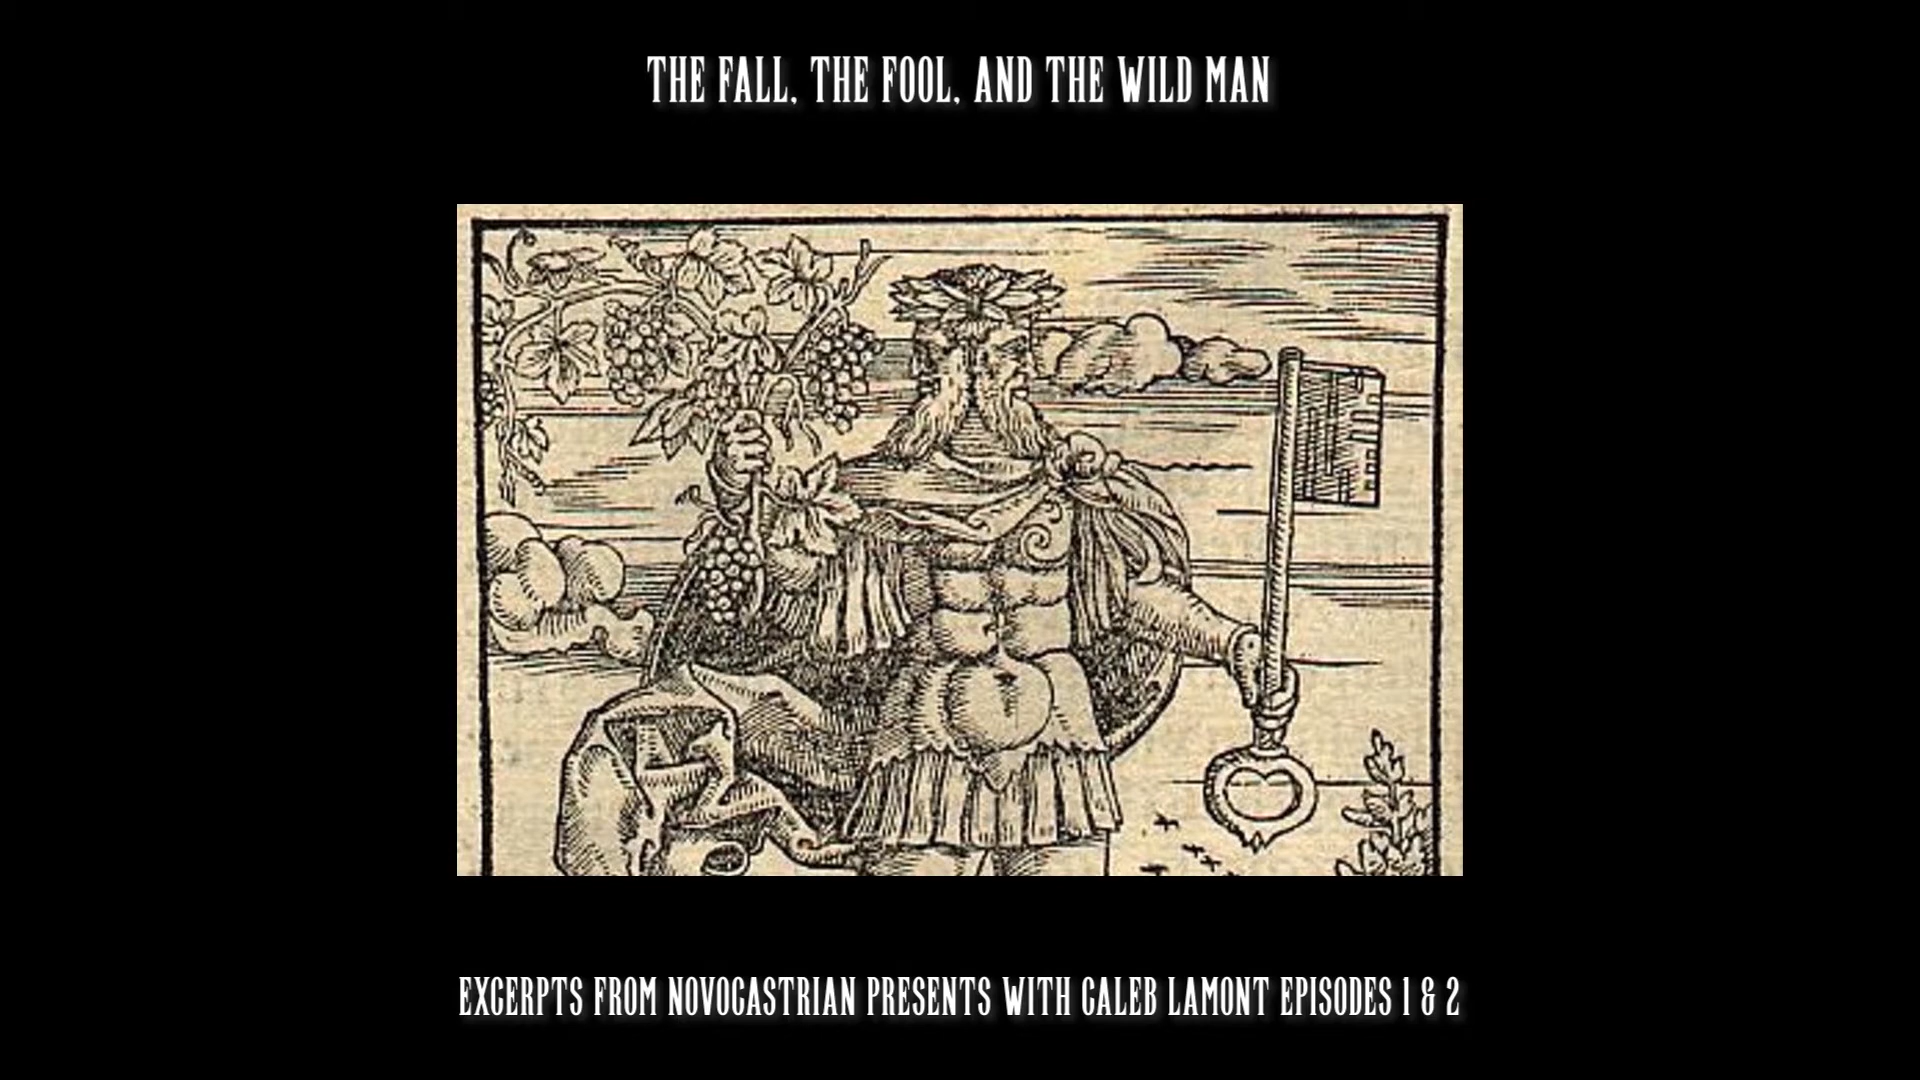 THE FALL, THE FOOL, AND THE WILD MAN
EXCERPTS FROM NOVOCASTRIAN PRESENTS WITH CALEB LAMONT EPISODES 1 & 2